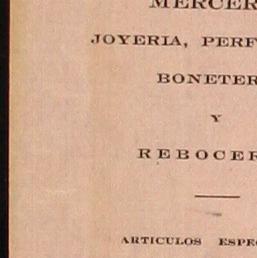 MERCER
JOYERIA, PERF
BONETER
Y
REBOCER
ARTICULOS ESPE